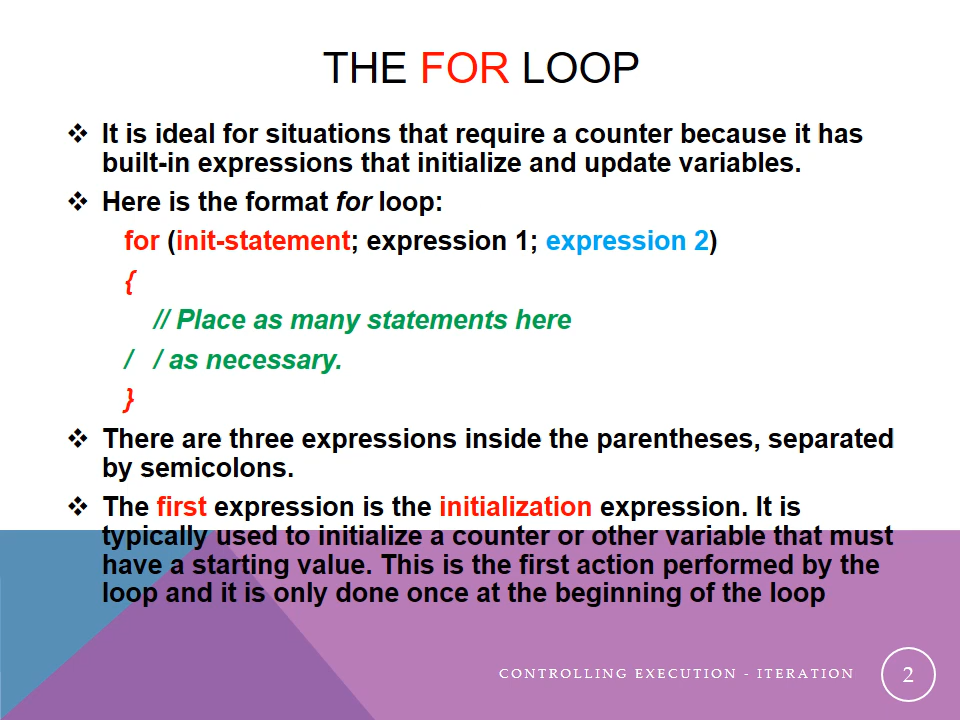 THE FOR LOOP
❖ It is ideal for situations that require a counter because it has
built-in expressions that initialize and update variables.
❖ Here is the format for loop:
for (init-statement; expression 1; expression 2)
{
// Place as many statements here
/ / as necessary.
}
❖ There are three expressions inside the parentheses, separated
by semicolons.
❖ The first expression is the initialization expression. It is
typically used to initialize a counter or other variable that must
have a starting value. This is the first action performed by the
loop and it is only done once at the beginning of the loop
CONTROLLING EXECUTION - ITERATION
2